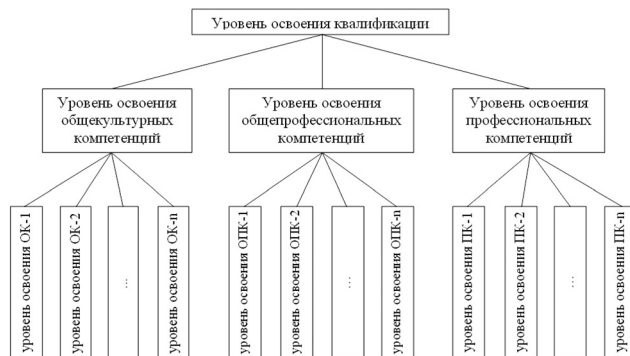 Уровень освоения квалификации
Уровень освоения
общекультурных
компетенций
Уровень освоения
общепрофессиональных
компетенций
Уровень освоения
профессиональных
компетенций
уровень освоения ОК-1
уровень освоения ОК-2
...
уровень освоения ОК-n
уровень освоения ОПК-1
уровень освоения ОПК-2
...
уровень освоения ОПК-n
уровень освоения ПК-1
уровень освоения ПК-2
...
уровень освоения ПК-n